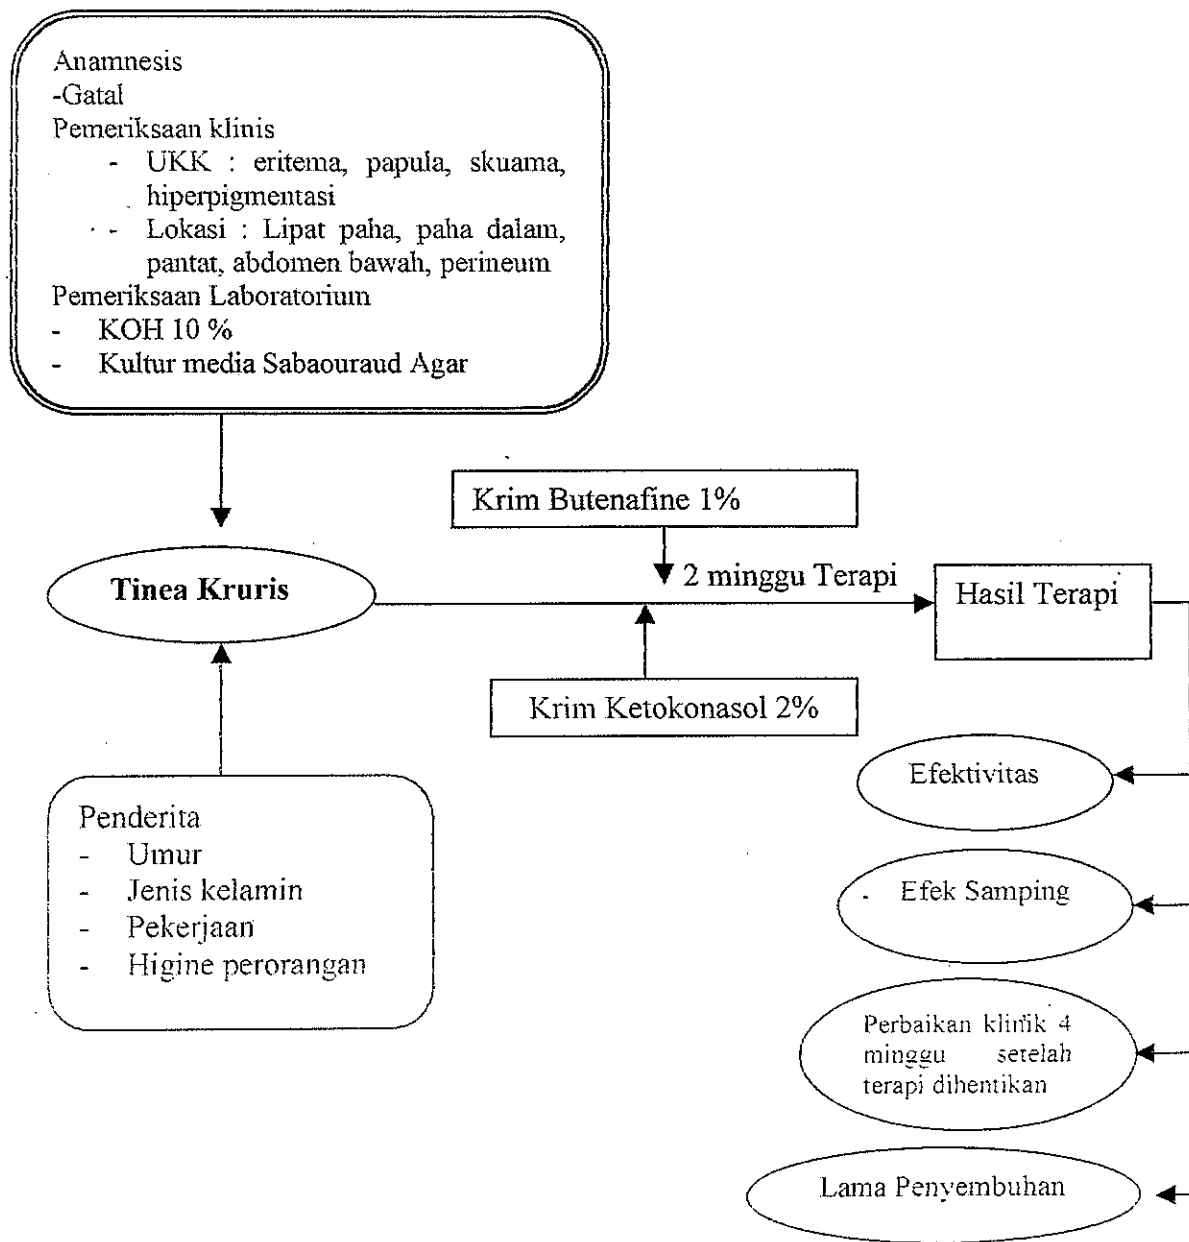 Anamnesis
-Gatal
Pemeriksaan klinis
- UKK : eritema, papula, skuama,
hiperpigmentasi
- Lokasi : Lipat paha, paha dalam,
pantat, abdomen bawah, perineum
Pemeriksaan Laboratorium
- KOH 10 %
- Kultur media Sabaouraud Agar
Krim Butenafine 1%
Tinea Kruris
2 minggu Terapi
Hasil Terapi
Krim Ketokonasol 2%
Penderita
- Umur
- Jenis kelamin
- Pekerjaan
- Higine perorangan
Efektivitas
Efek Samping
Perbaikan klinik 4
minggu setelah
terapi dihentikan
Lama Penyembuhan